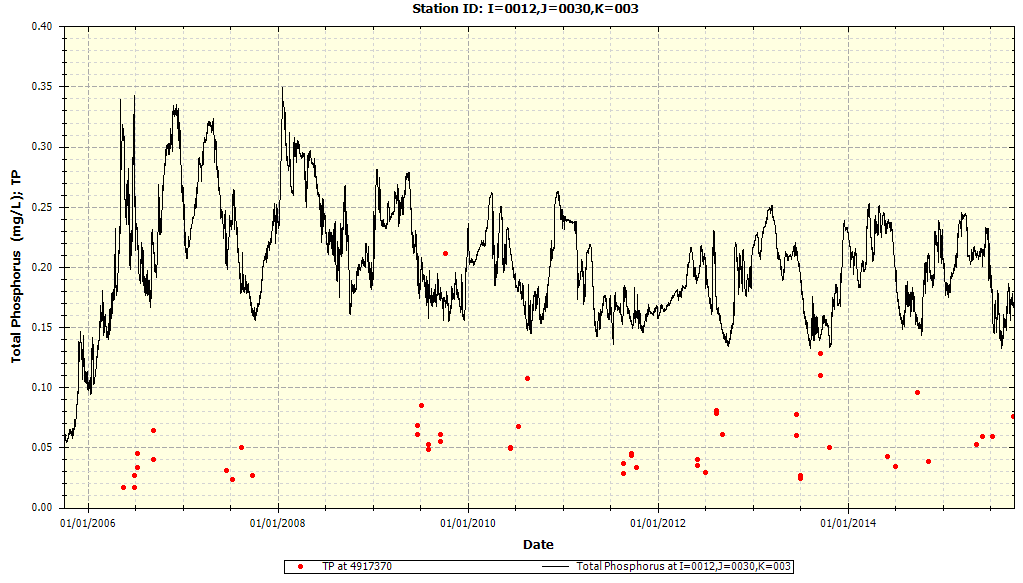 Station ID: I=0012,J=0030,K=003
Total Phosphorus (mg/L); TP
0.40
0.35
0.30
0.25
0.20
0.15
0.10
0.05
0.00
01/01/2006
01/01/2008
01/01/2010
01/01/2012
01/01/2014
Date
TP at 4917370
Total Phosphorus at I=0012,J=0030,K=003